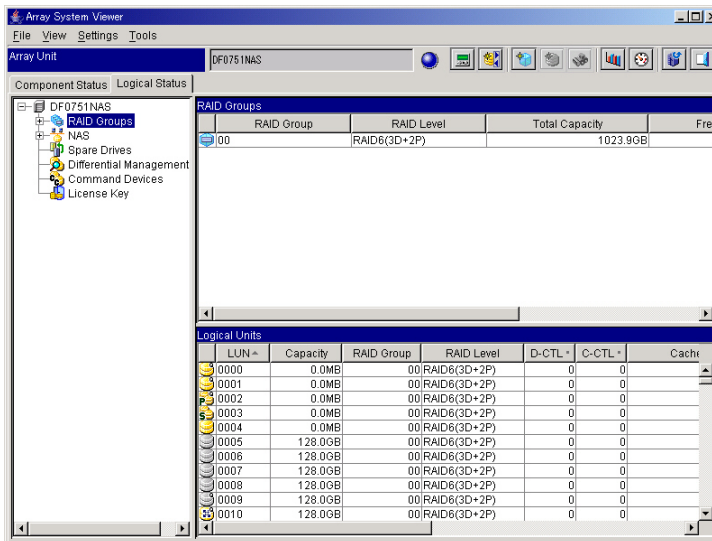 Array System Viewer
File View Settings Tools
Array Unit DF0751NAS
Component Status Logical Status
DF0751NAS
RAID Groups
NAS
Spare Drives
Differential Management
Command Devices
License Key
RAID Groups
RAID Group RAID Level Total Capacity Fre
00 RAID6(3D+2P) 1023.9GB
Logical Units
LUN Capacity RAID Group RAID Level D-CTL * C-CTL * Cache
0000 0.0MB 00 RAID6(3D+2P) 0 0
0001 0.0MB 00 RAID6(3D+2P) 0 0
P 0002 0.0MB 00 RAID6(3D+2P) 0 0
S 0003 0.0MB 00 RAID6(3D+2P) 0 0
0004 0.0MB 00 RAID6(3D+2P) 0 0
0005 128.0GB 00 RAID6(3D+2P) 0 0
0006 128.0GB 00 RAID6(3D+2P) 0 0
0007 128.0GB 00 RAID6(3D+2P) 0 0
0008 128.0GB 00 RAID6(3D+2P) 0 0
0009 128.0GB 00 RAID6(3D+2P) 0 0
0010 128.0GB 00 RAID6(3D+2P) 0 0